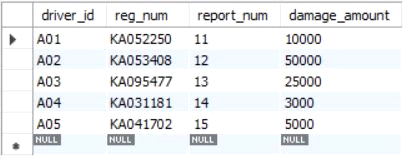 driver_id reg_num report_num damage_amount
A01 KA052250 11 10000
A02 KA053408 12 50000
A03 KA095477 13 25000
A04 KA031181 14 3000
A05 KA041702 15 5000
NULL NULL NULL NULL